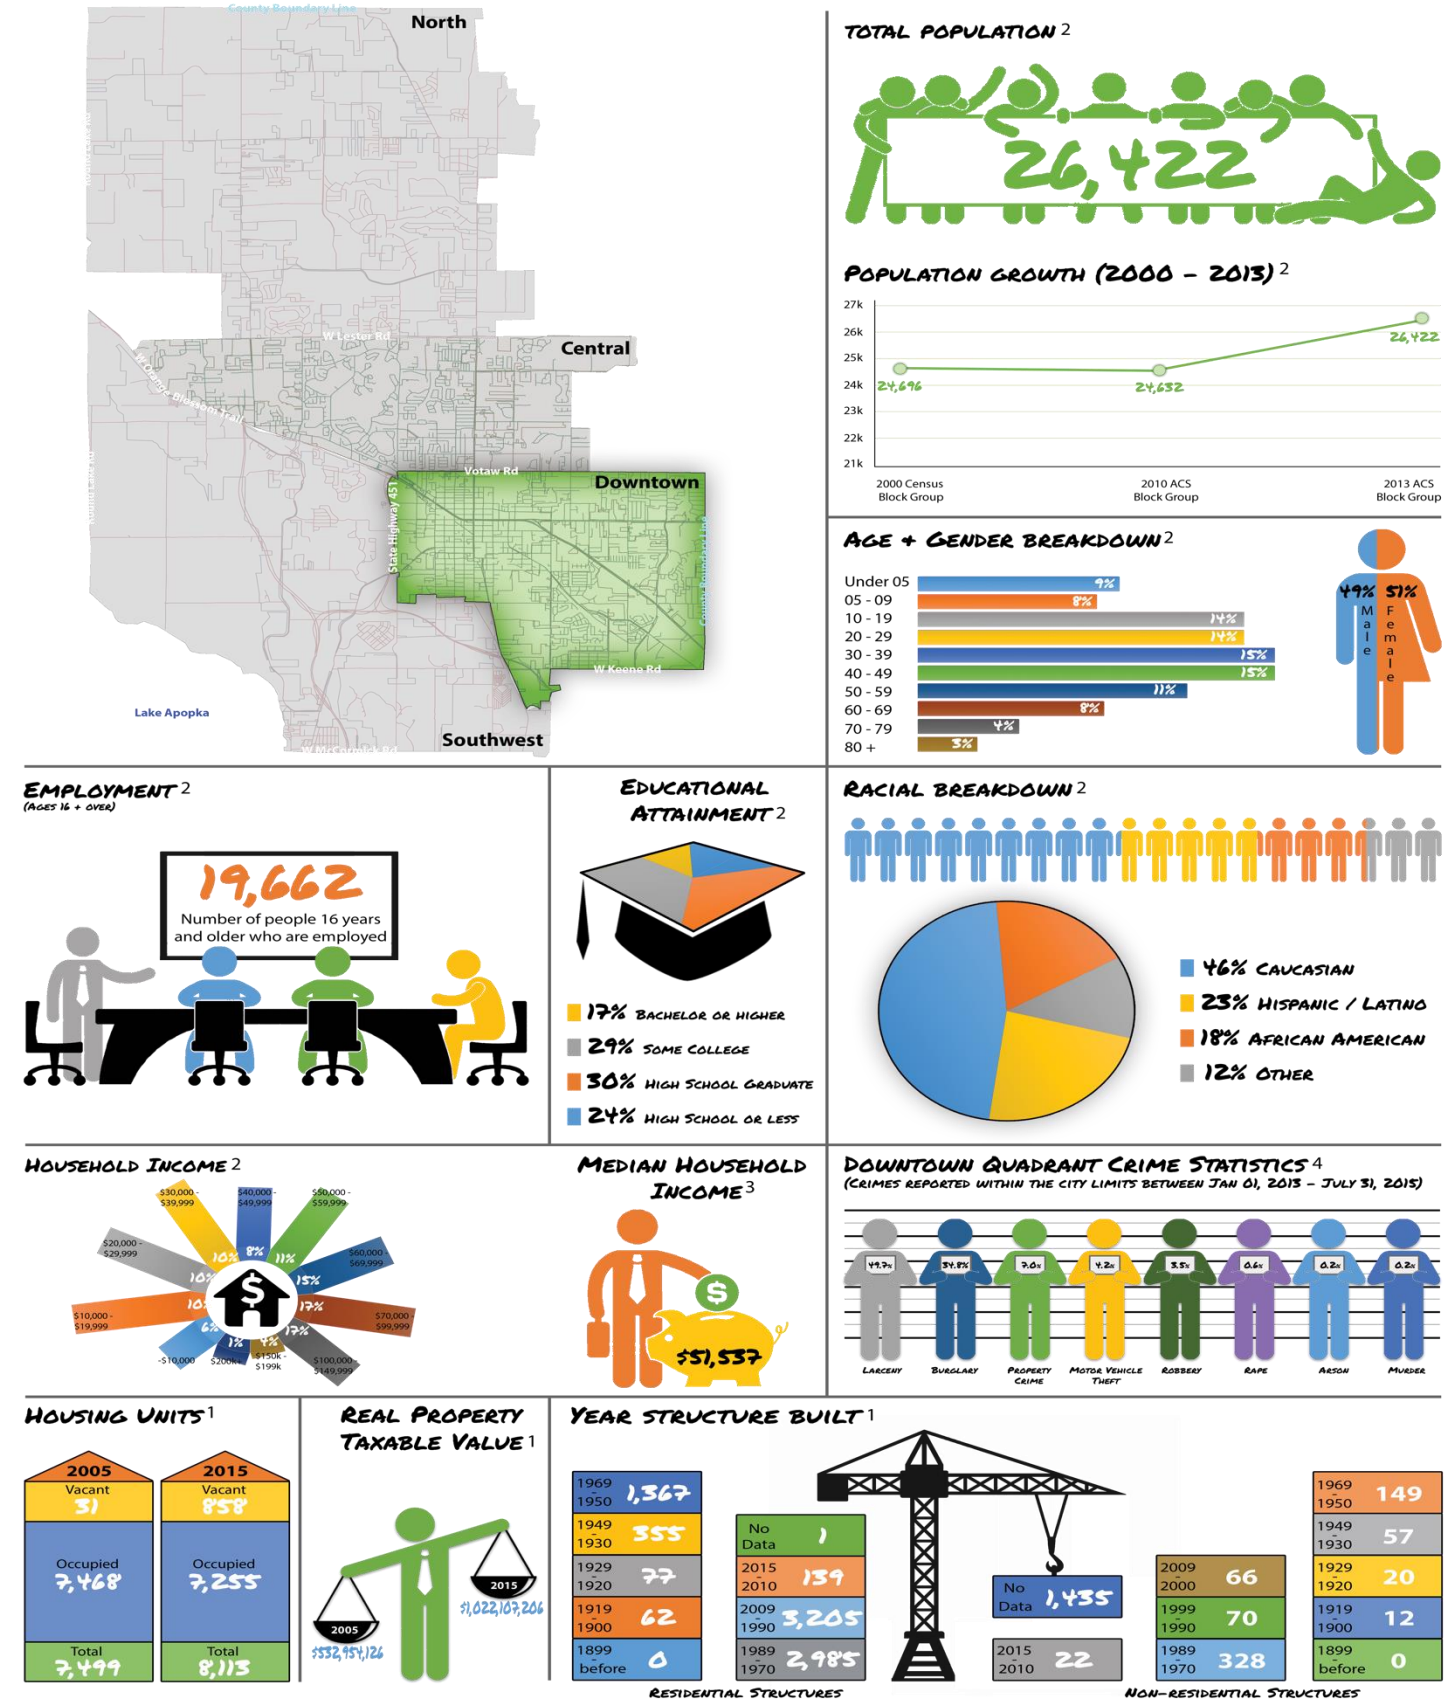 County Boundary Line
North
W Lester Rd
Central
W Orange Blossom Trail
Votaw Rd
Downtown
State Highway 451
County Boundary Line
W Keene Rd
Lake Apopka
Southwest
W McCormick Rd
TOTAL POPULATION 2
26,422
POPULATION GROWTH (2000 - 2013) 2
27k
26k
25k
24k
23k
22k
21k
24,696
24,632
26,422
2000 Census
Block Group
2010 ACS
Block Group
2013 ACS
Block Group
AGE + GENDER BREAKDOWN 2
Under 05 9%
05 - 09 8%
10 - 19 14%
20 - 29 14%
30 - 39 15%
40 - 49 15%
50 - 59 11%
60 - 69 8%
70 - 79 4%
80 + 3%
49% 51%
Male
Female
EMPLOYMENT 2
(AGES 16 + OVER)
19,662
Number of people 16 years
and older who are employed
EDUCATIONAL
ATTAINMENT 2
17% BACHELOR OR HIGHER
29% SOME COLLEGE
30% HIGH SCHOOL GRADUATE
24% HIGH SCHOOL OR LESS
RACIAL BREAKDOWN 2
46% CAUCASIAN
23% HISPANIC / LATINO
18% AFRICAN AMERICAN
12% OTHER
HOUSEHOLD INCOME 2
-$10,000
6%
$10,000 -
$19,999
10%
$20,000 -
$29,999
10%
$30,000 -
$39,999
10%
$40,000 -
$49,999
8%
$50,000 -
$59,999
11%
$60,000 -
$69,999
15%
$70,000 -
$99,999
17%
$100,000 -
$149,999
17%
$150k -
$199k
4%
$200k+
1%
$
MEDIAN HOUSEHOLD
INCOME 3
$
$51,537
DOWNTOWN QUADRANT CRIME STATISTICS 4
(CRIMES REPORTED WITHIN THE CITY LIMITS BETWEEN JAN 01, 2013 - JULY 31, 2015)
49.7% 34.8% 7.0% 4.2% 3.5% 0.6% 0.2% 0.2%
LARCENY
BURGLARY
PROPERTY
CRIME
MOTOR VEHICLE
THEFT
ROBBERY
RAPE
ARSON
MURDER
HOUSING UNITS 1
2005
Vacant
31
Occupied
7,468
Total
7,499
2015
Vacant
858
Occupied
7,255
Total
8,113
REAL PROPERTY
TAXABLE VALUE 1
2015
$1,022,107,206
2005
$532,954,126
YEAR STRUCTURE BUILT 1
1969
-
1950
1,367
1949
-
1930
355
1929
-
1920
77
1919
-
1900
62
1899
-
before
0
No
Data
1
2015
-
2010
139
2009
-
1990
3,205
1989
-
1970
2,985
RESIDENTIAL STRUCTURES
No
Data
1,435
2015
-
2010
22
2009
-
2000
66
1999
-
1990
70
1989
-
1970
328
1969
-
1950
149
1949
-
1930
57
1929
-
1920
20
1919
-
1900
12
1899
-
before
0
NON-RESIDENTIAL STRUCTURES